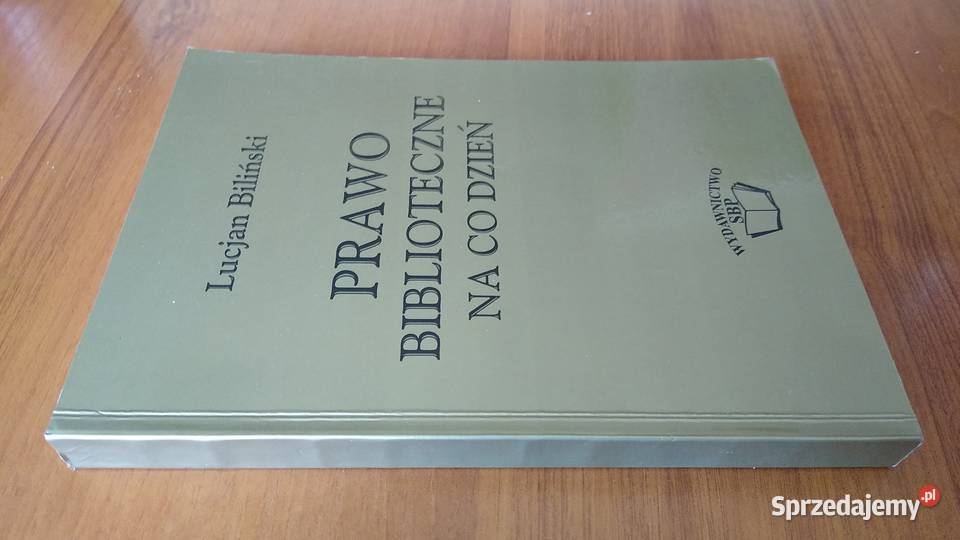 Lucjan Biliński
PRAWO
BIBLIOTECZNE
NA CO DZIEŃ
WYDAWNICTWO
SBP
Sprzedajemy.pl